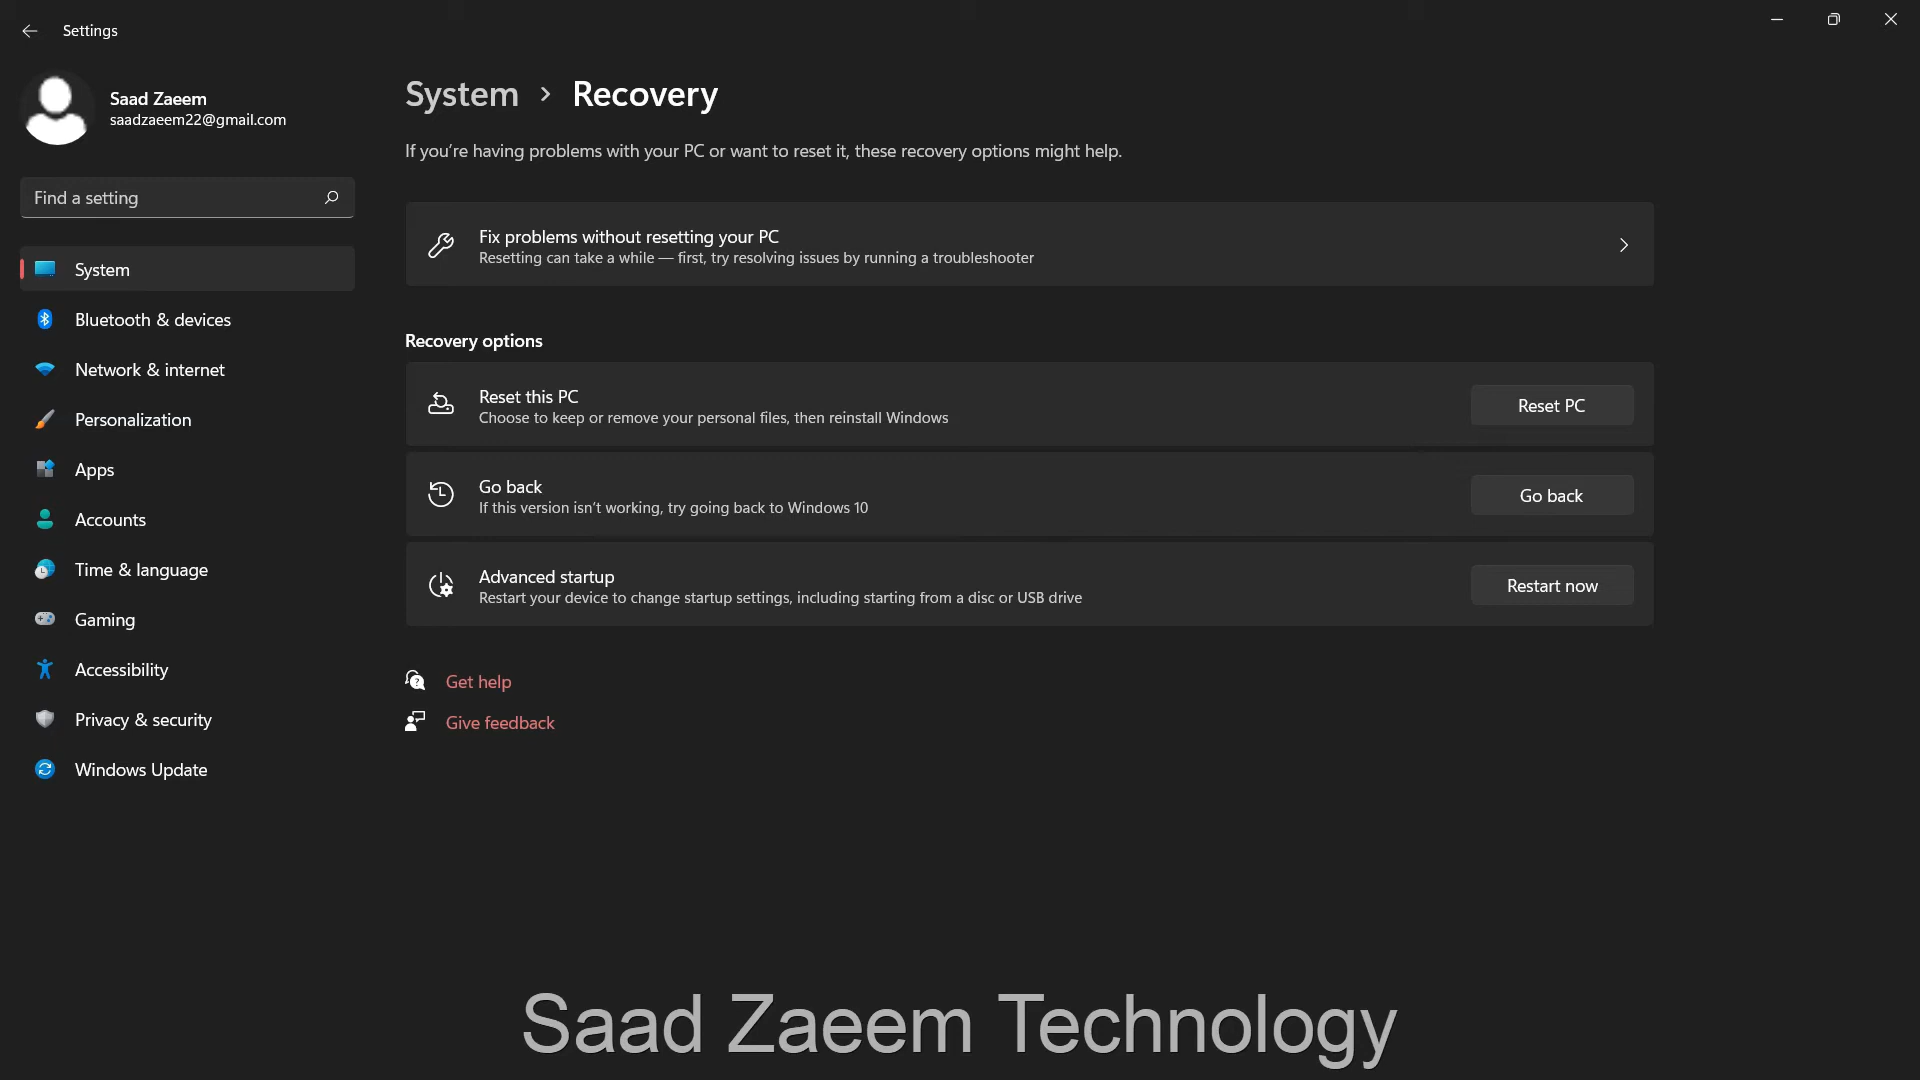 Settings
Saad Zaeem
saadzaeem22@gmail.com
Find a setting
System
Bluetooth & devices
Network & internet
Personalization
Apps
Accounts
Time & language
Gaming
Accessibility
Privacy & security
Windows Update
System > Recovery
If you're having problems with your PC or want to reset it, these recovery options might help.
Fix problems without resetting your PC
Resetting can take a while — first, try resolving issues by running a troubleshooter
Recovery options
Reset this PC
Choose to keep or remove your personal files, then reinstall Windows
Reset PC
Go back
If this version isn't working, try going back to Windows 10
Go back
Advanced startup
Restart your device to change startup settings, including starting from a disc or USB drive
Restart now
Get help
Give feedback
Saad Zaeem Technology